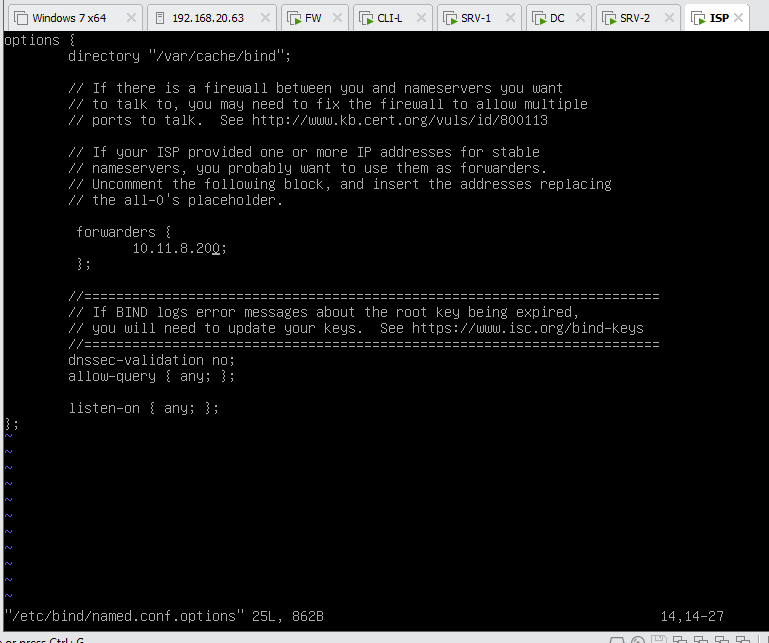 Windows 7 x64 192.168.20.63 FW CLI-L SRV-1 DC SRV-2 ISP
options {
directory "/var/cache/bind";
// If there is a firewall between you and nameservers you want
// to talk to, you may need to fix the firewall to allow multiple
// ports to talk.  See http://www.kb.cert.org/vuls/id/800113
// If your ISP provided one or more IP addresses for stable
// nameservers, you probably want to use them as forwarders.
// Uncomment the following block, and insert the addresses replacing
// the all-0's placeholder.
forwarders {
10.11.8.200;
};
//========================================================================
// If BIND logs error messages about the root key being expired,
// you will need to update your keys.  See https://www.isc.org/bind-keys
//========================================================================
dnssec-validation no;
allow-query { any; };
listen-on { any; };
};
~
~
~
~
~
~
~
~
~
~
~
"/etc/bind/named.conf.options" 25L, 862B 14,14-27